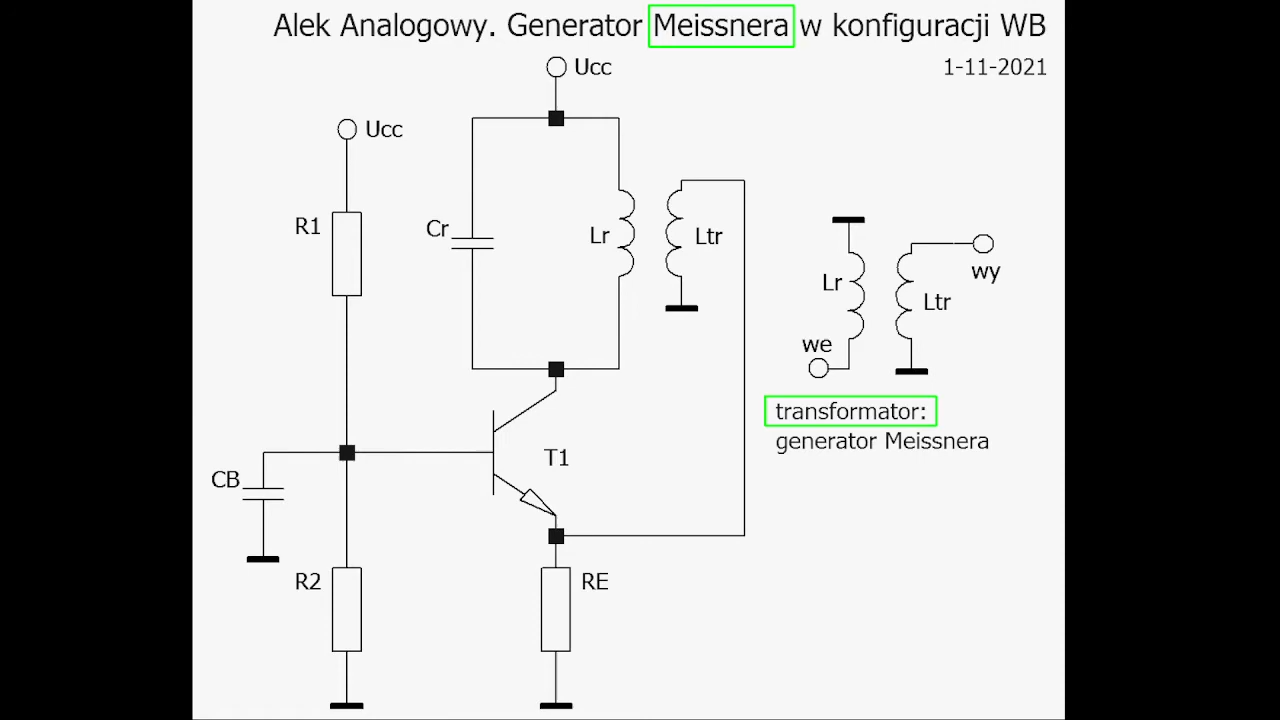 Alek Analogowy. Generator Meissnera w konfiguracji WB
1-11-2021
Ucc
Ucc
R1
Cr
Lr
Ltr
wy
Lr
Ltr
we
transformator:
generator Meissnera
T1
CB
R2
RE